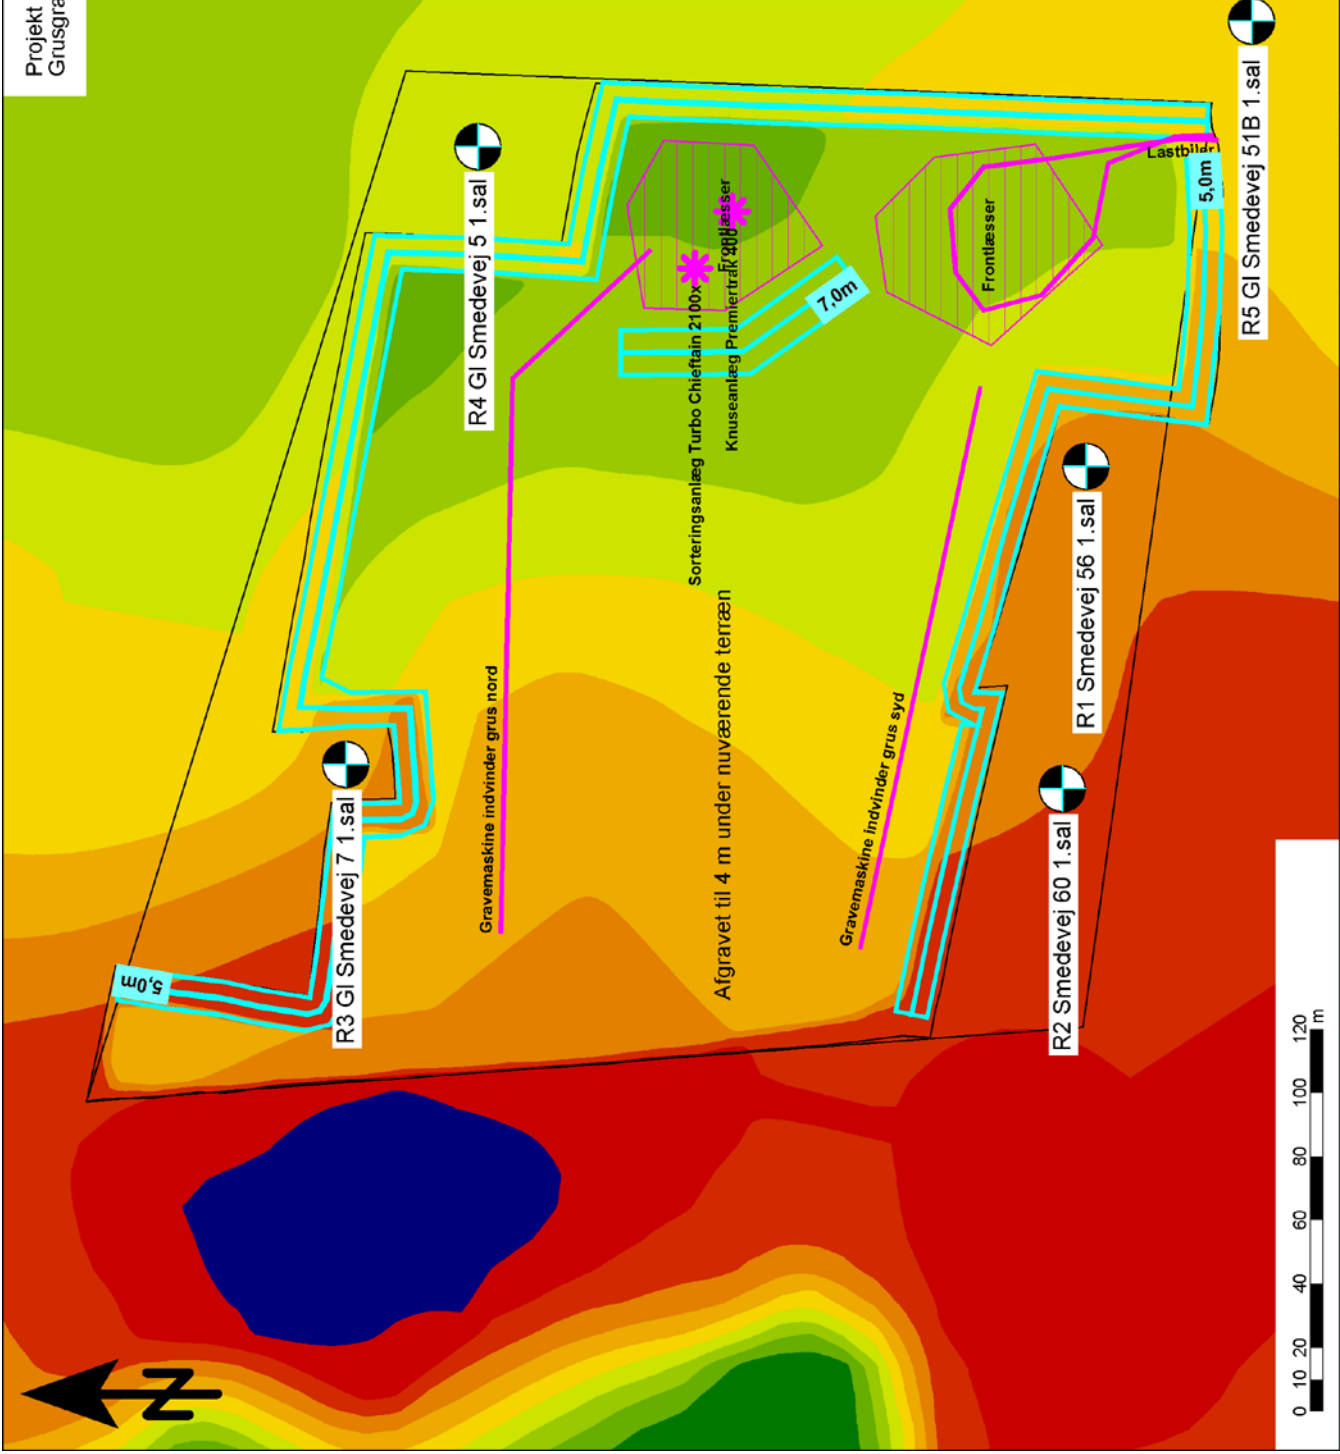 Projekt
Grusgra
R4 Gl Smedevej 5 1.sal
R5 Gl Smedevej 51B 1.sal
Lastbiler
5,0m
Frontlæsser
Frontlæsser
7,0m
Sorteringsanlæg Turbo Chieftain 2100x
Knuseanlæg Premiertrak 400
Gravemaskine indvinder grus nord
Afgravet til 4 m under nuværende terræn
Gravemaskine indvinder grus syd
R1 Smedevej 56 1.sal
R3 Gl Smedevej 7 1.sal
R2 Smedevej 60 1.sal
5,0m
N
0 10 20 40 60 80 100 120
m